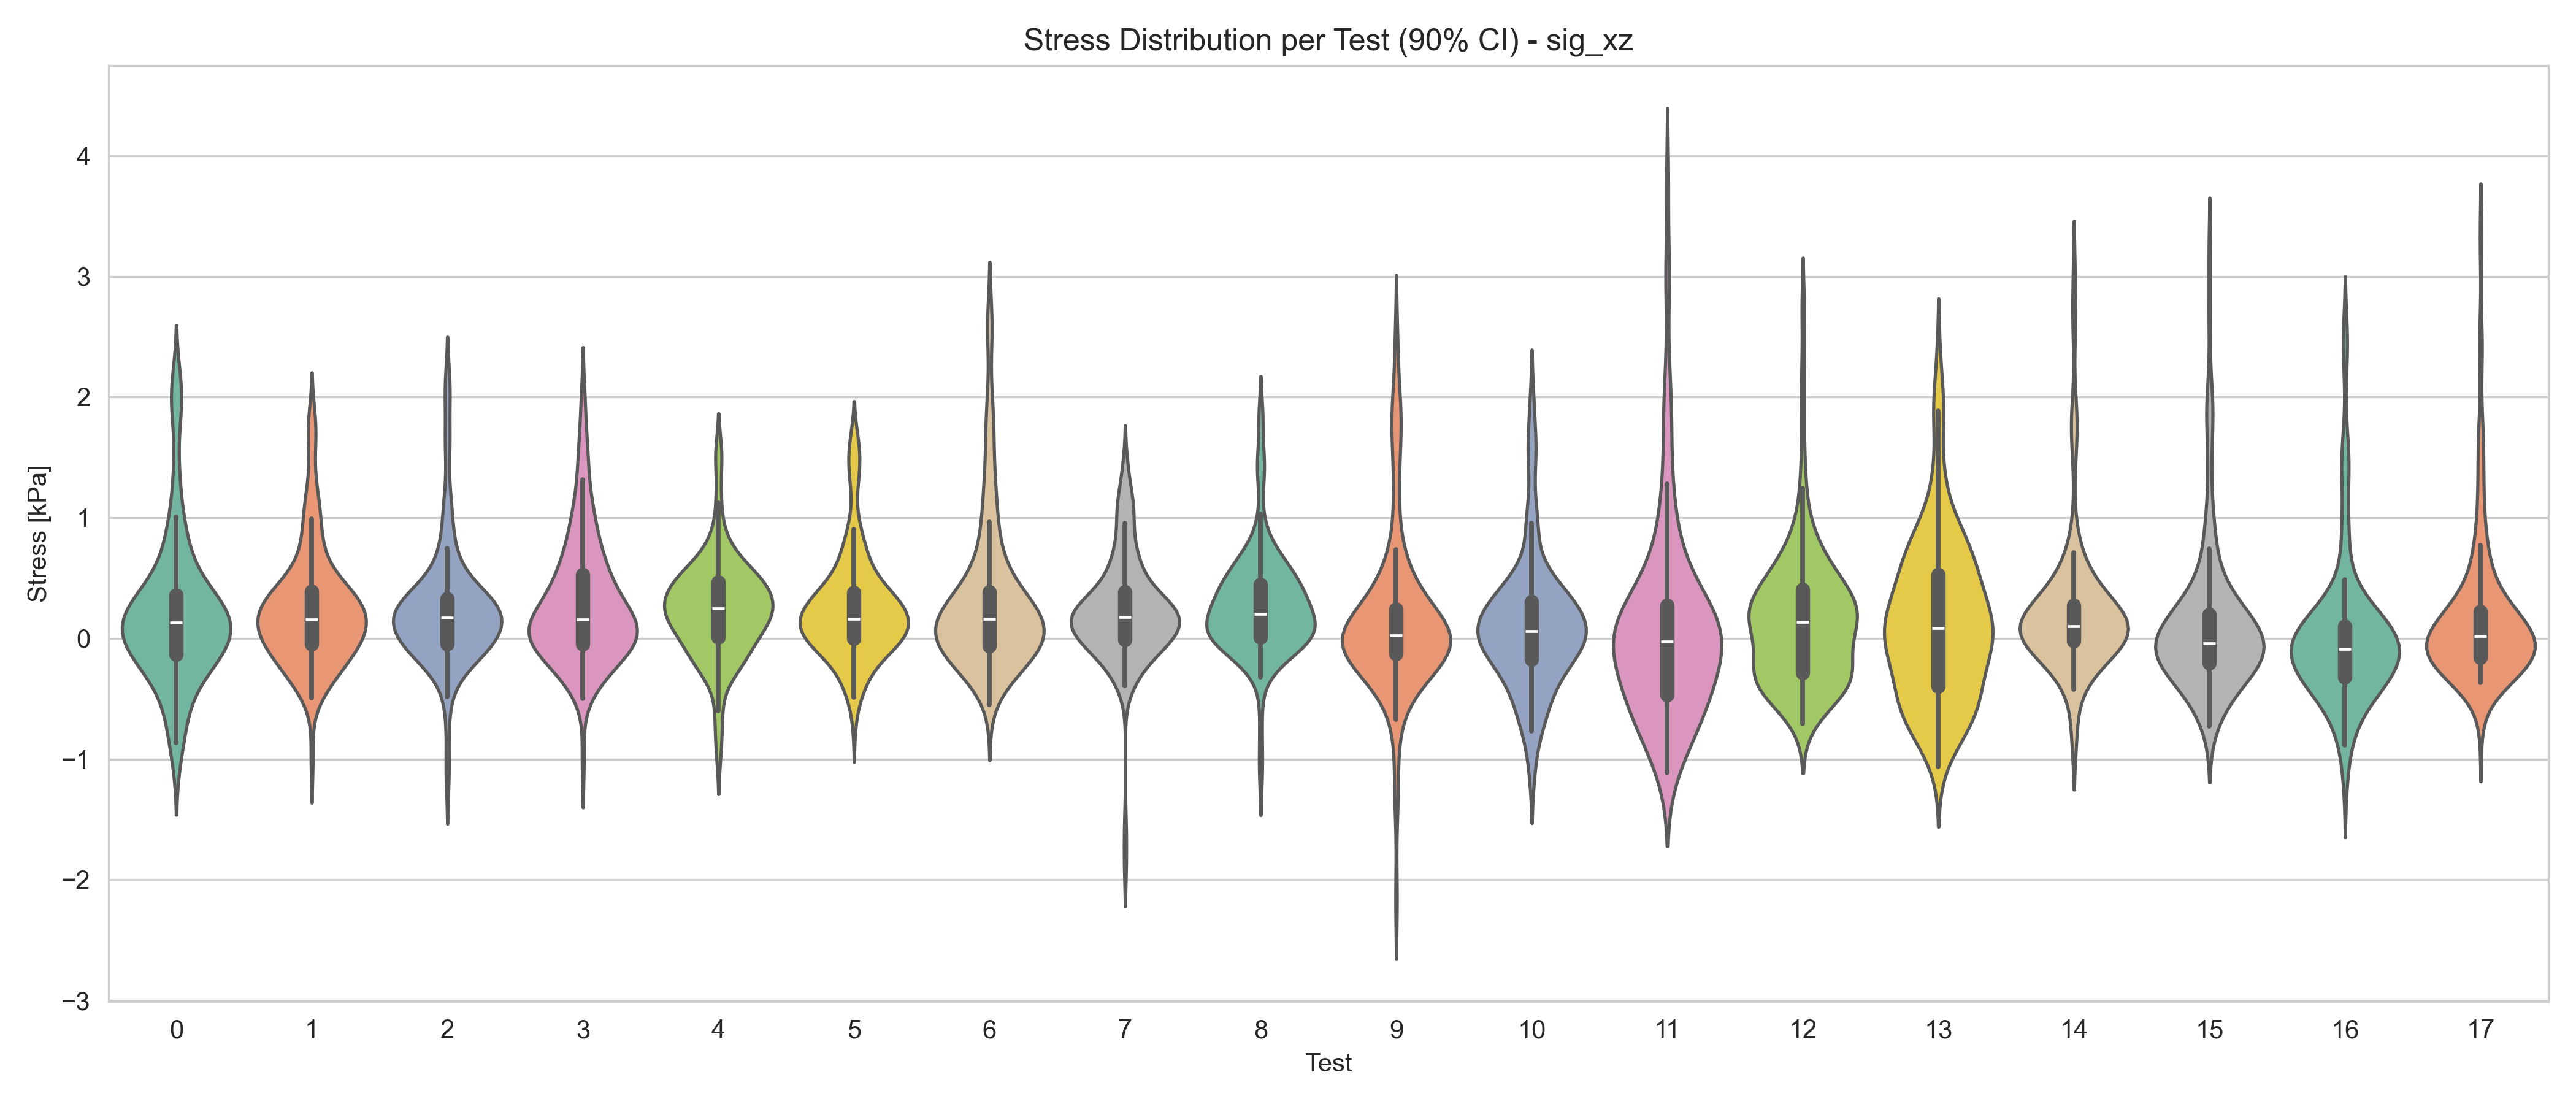 Stress Distribution per Test (90% CI) - sig_xz
Stress [kPa]
4
3
2
1
0
−1
−2
−3
0 1 2 3 4 5 6 7 8 9 10 11 12 13 14 15 16 17
Test